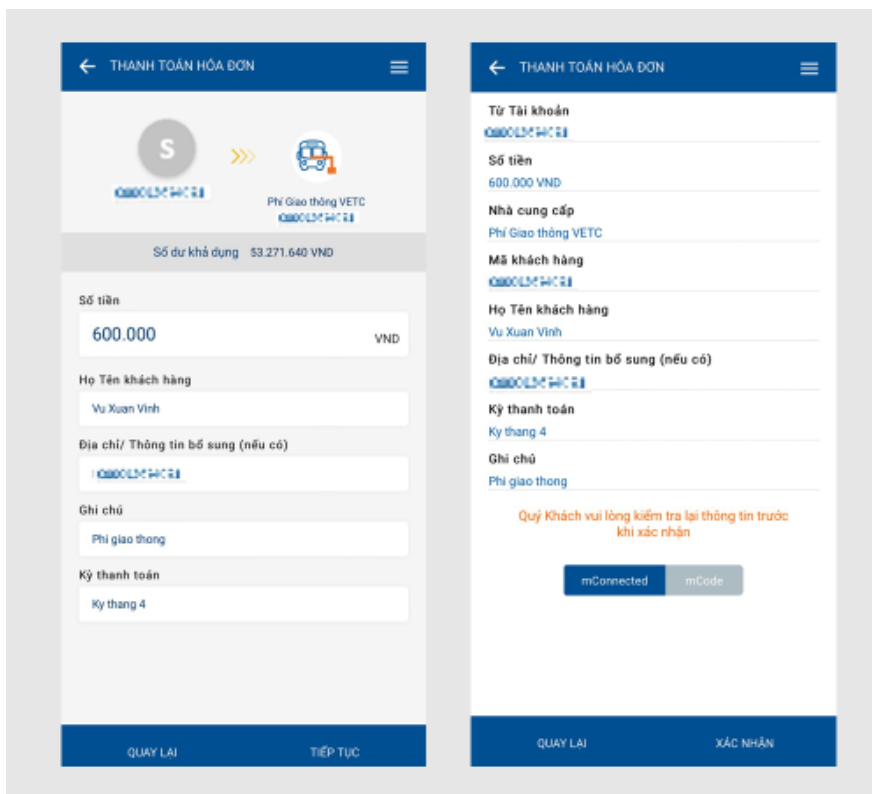 THANH TOÁN HÓA ĐƠN
S
Phí Giao thông VETC
Số dư khả dụng 53.271.640 VND
Số tiền
600.000 VND
Họ Tên khách hàng
Vu Xuan Vinh
Địa chỉ/ Thông tin bổ sung (nếu có)
Ghi chú
Phi giao thong
Kỳ thanh toán
Ky thang 4
QUAY LẠI TIẾP TỤC
THANH TOÁN HÓA ĐƠN
Từ Tài khoản
Số tiền
600.000 VND
Nhà cung cấp
Phí Giao thông VETC
Mã khách hàng
Họ Tên khách hàng
Vu Xuan Vinh
Địa chỉ/ Thông tin bổ sung (nếu có)
Kỳ thanh toán
Ky thang 4
Ghi chú
Phi giao thong
Quý Khách vui lòng kiểm tra lại thông tin trước
khi xác nhận
mConnected mCode
QUAY LẠI XÁC NHẬN